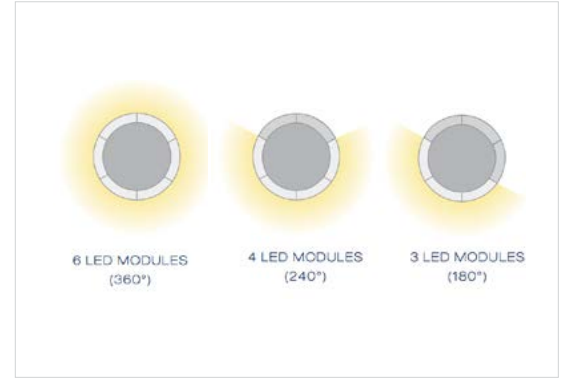 6 LED MODULES
(360°)
4 LED MODULES
(240°)
3 LED MODULES
(180°)